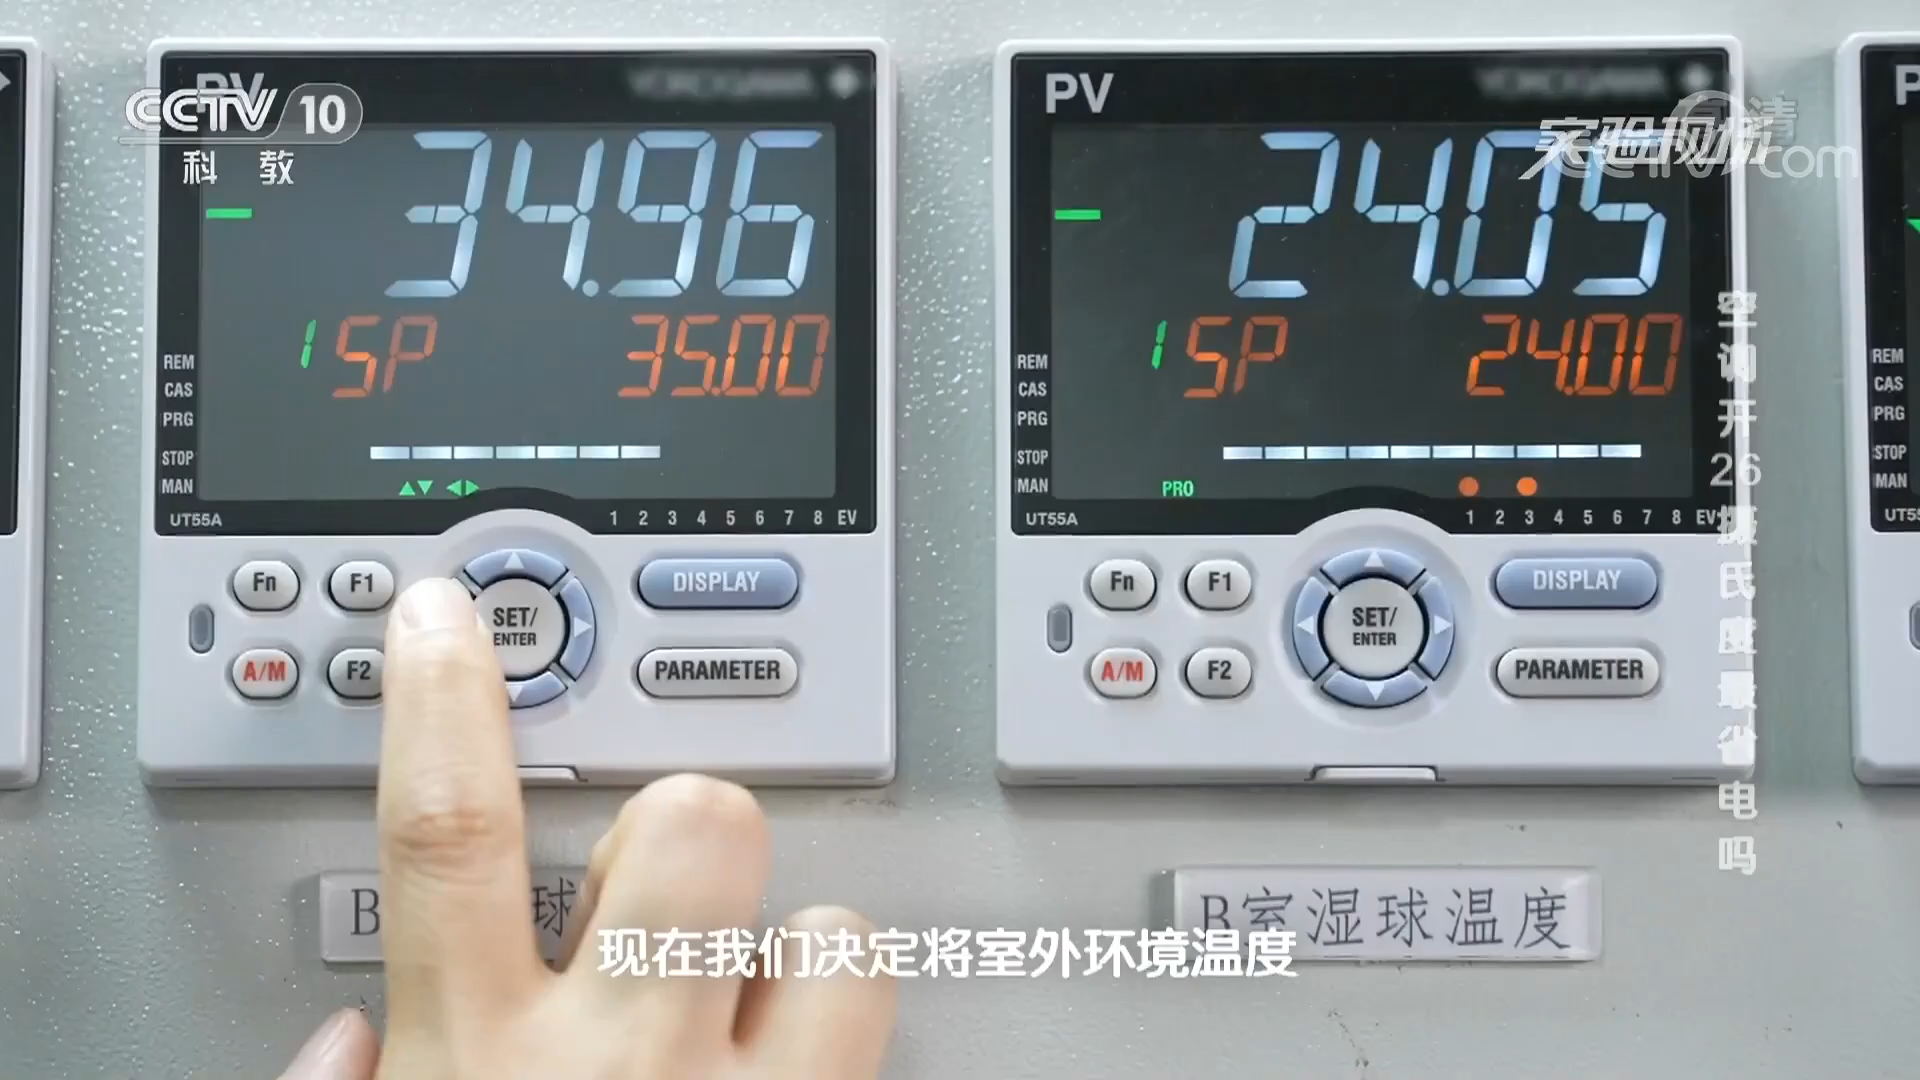 CCTV 10
科 教
PV
34.96
1 SP 35.00
REM
CAS
PRG
STOP
MAN
UT55A
1 2 3 4 5 6 7 8 EV
Fn
F1
SET/
ENTER
DISPLAY
A/M
F2
PARAMETER
B
球
PV
24.05
1 SP 24.00
REM
CAS
PRG
STOP
MAN
PRO
UT55A
1 2 3 4 5 6 7 8 EV
Fn
F1
SET/
ENTER
DISPLAY
A/M
F2
PARAMETER
B室湿球温度
P
REM
CAS
PRG
STOP
MAN
UT55
实验现场
.com
空调开26摄氏度最省电吗
现在我们决定将室外环境温度